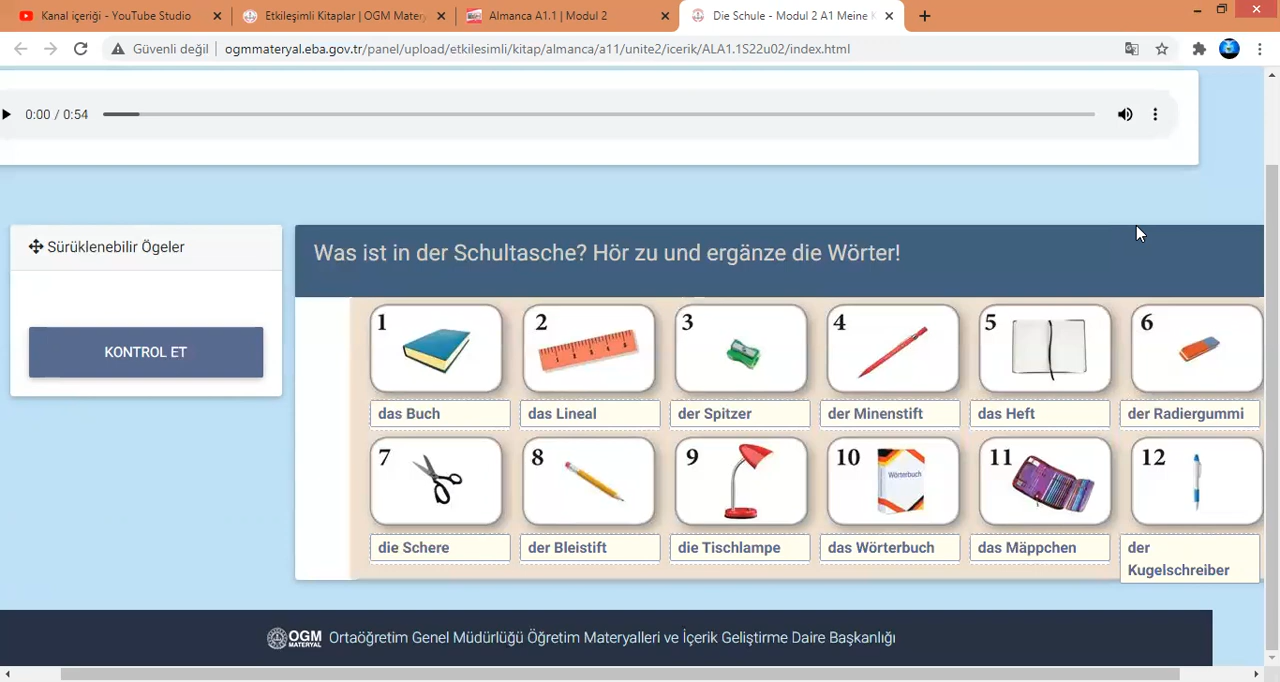 Kanal içeriği - YouTube Studio
Etkileşimli Kitaplar | OGM Mater
Almanca A1.1 | Modul 2
Die Schule - Modul 2 A1 Meine K
Güvenli değil
ogmmateryal.eba.gov.tr/panel/upload/etkilesimli/kitap/almanca/a11/unite2/icerik/ALA1.1S22u02/index.html
0:00 / 0:54
Sürüklenebilir Ögeler
KONTROL ET
Was ist in der Schultasche? Hör zu und ergänze die Wörter!
1 2 3 4 5 6
das Buch das Lineal der Spitzer der Minenstift das Heft der Radiergummi
7 8 9 10 11 12
Wörterbuch
die Schere der Bleistift die Tischlampe das Wörterbuch das Mäppchen der
Kugelschreiber
OGM
MATERYAL
Ortaöğretim Genel Müdürlüğü Öğretim Materyalleri ve İçerik Geliştirme Daire Başkanlığı